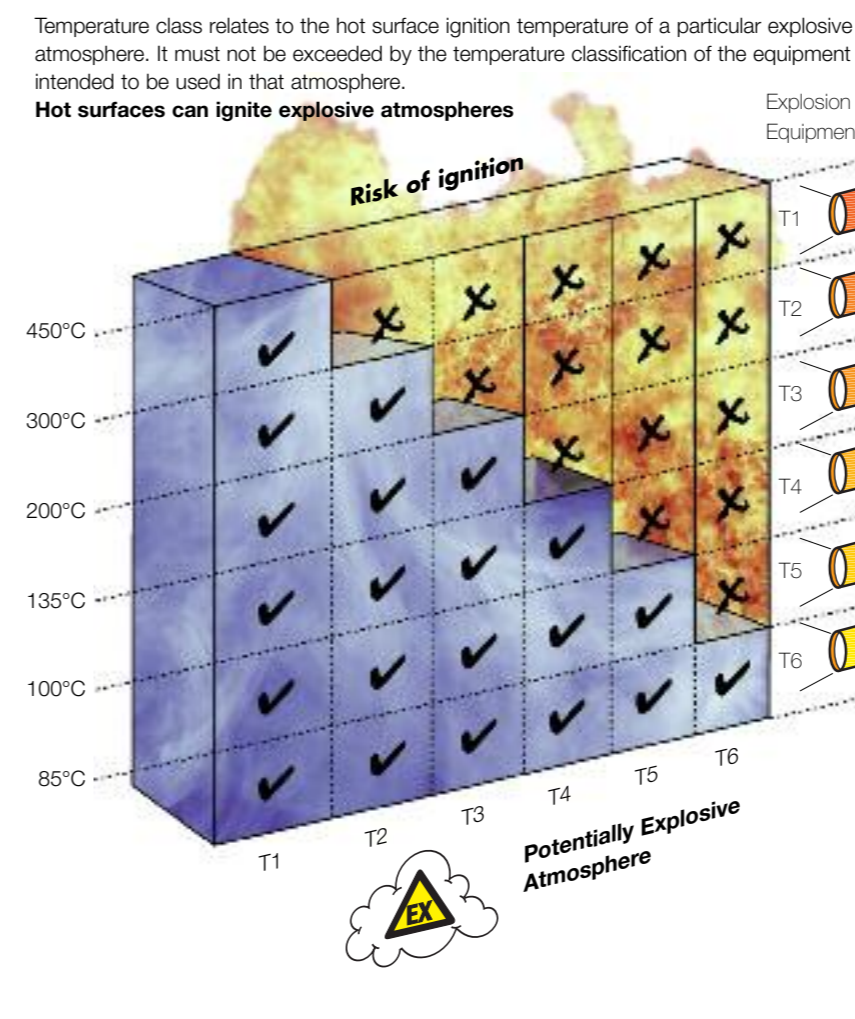 Temperature class relates to the hot surface ignition temperature of a particular explosive
atmosphere. It must not be exceeded by the temperature classification of the equipment
intended to be used in that atmosphere.
Hot surfaces can ignite explosive atmospheres
Explosion
Risk of ignition
T1
T2
T3
T4
T5
T6
450°C
300°C
200°C
135°C
100°C
85°C
T1
T2
T3
T4
T5
T6
Potentially Explosive
Atmosphere
EX